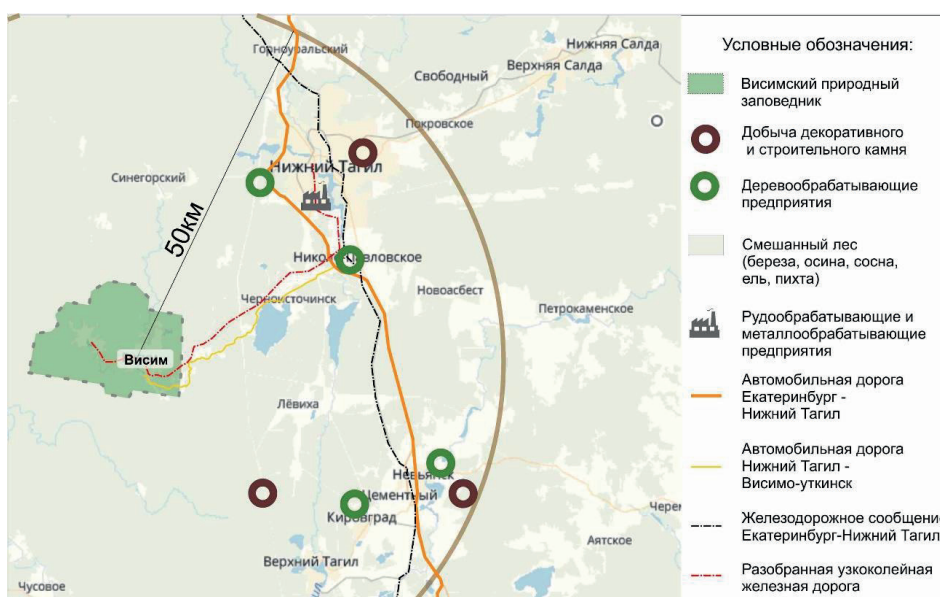 Горноуральский
Нижняя Салда
Верхняя Салда
Свободный
Покровское
Нижний Тагил
Синегорский
50км
Николо-Павловское
Новоасбест
Черноисточинск
Петрокаменское
Висим
Лёвиха
Невьянск
Цементный
Кировград
Аятское
Верхний Тагил
Чусовое
Условные обозначения:
Висимский природный
заповедник
Добыча декоративного
и строительного камня
Деревообрабатывающие
предприятия
Смешанный лес
(береза, осина, сосна,
ель, пихта)
Рудообрабатывающие и
металлообрабатывающие
предприятия
Автомобильная дорога
Екатеринбург -
Нижний Тагил
Автомобильная дорога
Нижний Тагил -
Висимо-уткинск
Железодорожное сообщение
Екатеринбург-Нижний Тагил
Разобранная узкоколейная
железная дорога